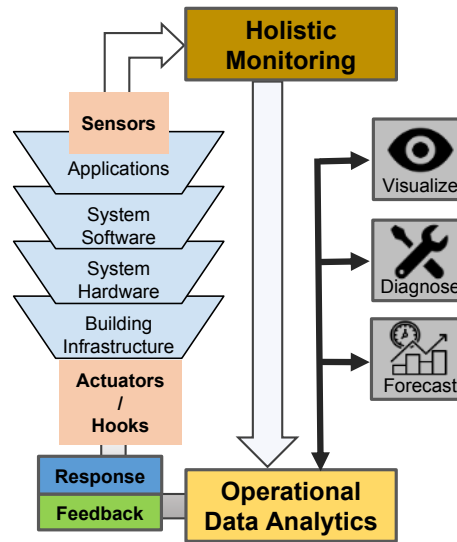 Holistic
Monitoring
Sensors
Applications
System
Software
System
Hardware
Building
Infrastructure
Actuators
/
Hooks
Response
Feedback
Operational
Data Analytics
Visualize
Diagnose
Forecast